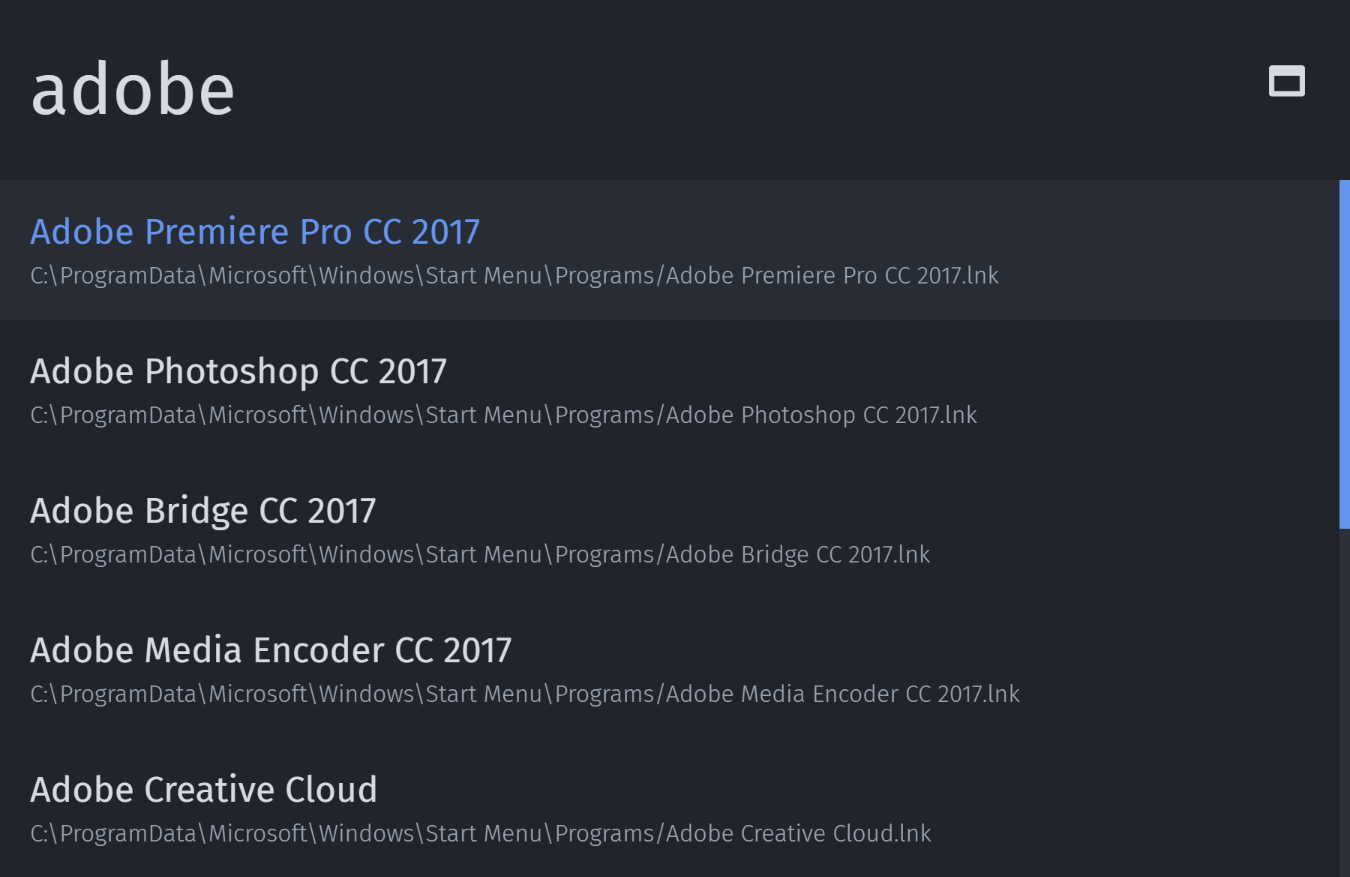 adobe
Adobe Premiere Pro CC 2017
C:\ProgramData\Microsoft\Windows\Start Menu\Programs/Adobe Premiere Pro CC 2017.lnk
Adobe Photoshop CC 2017
C:\ProgramData\Microsoft\Windows\Start Menu\Programs/Adobe Photoshop CC 2017.lnk
Adobe Bridge CC 2017
C:\ProgramData\Microsoft\Windows\Start Menu\Programs/Adobe Bridge CC 2017.lnk
Adobe Media Encoder CC 2017
C:\ProgramData\Microsoft\Windows\Start Menu\Programs/Adobe Media Encoder CC 2017.lnk
Adobe Creative Cloud
C:\ProgramData\Microsoft\Windows\Start Menu\Programs/Adobe Creative Cloud.lnk